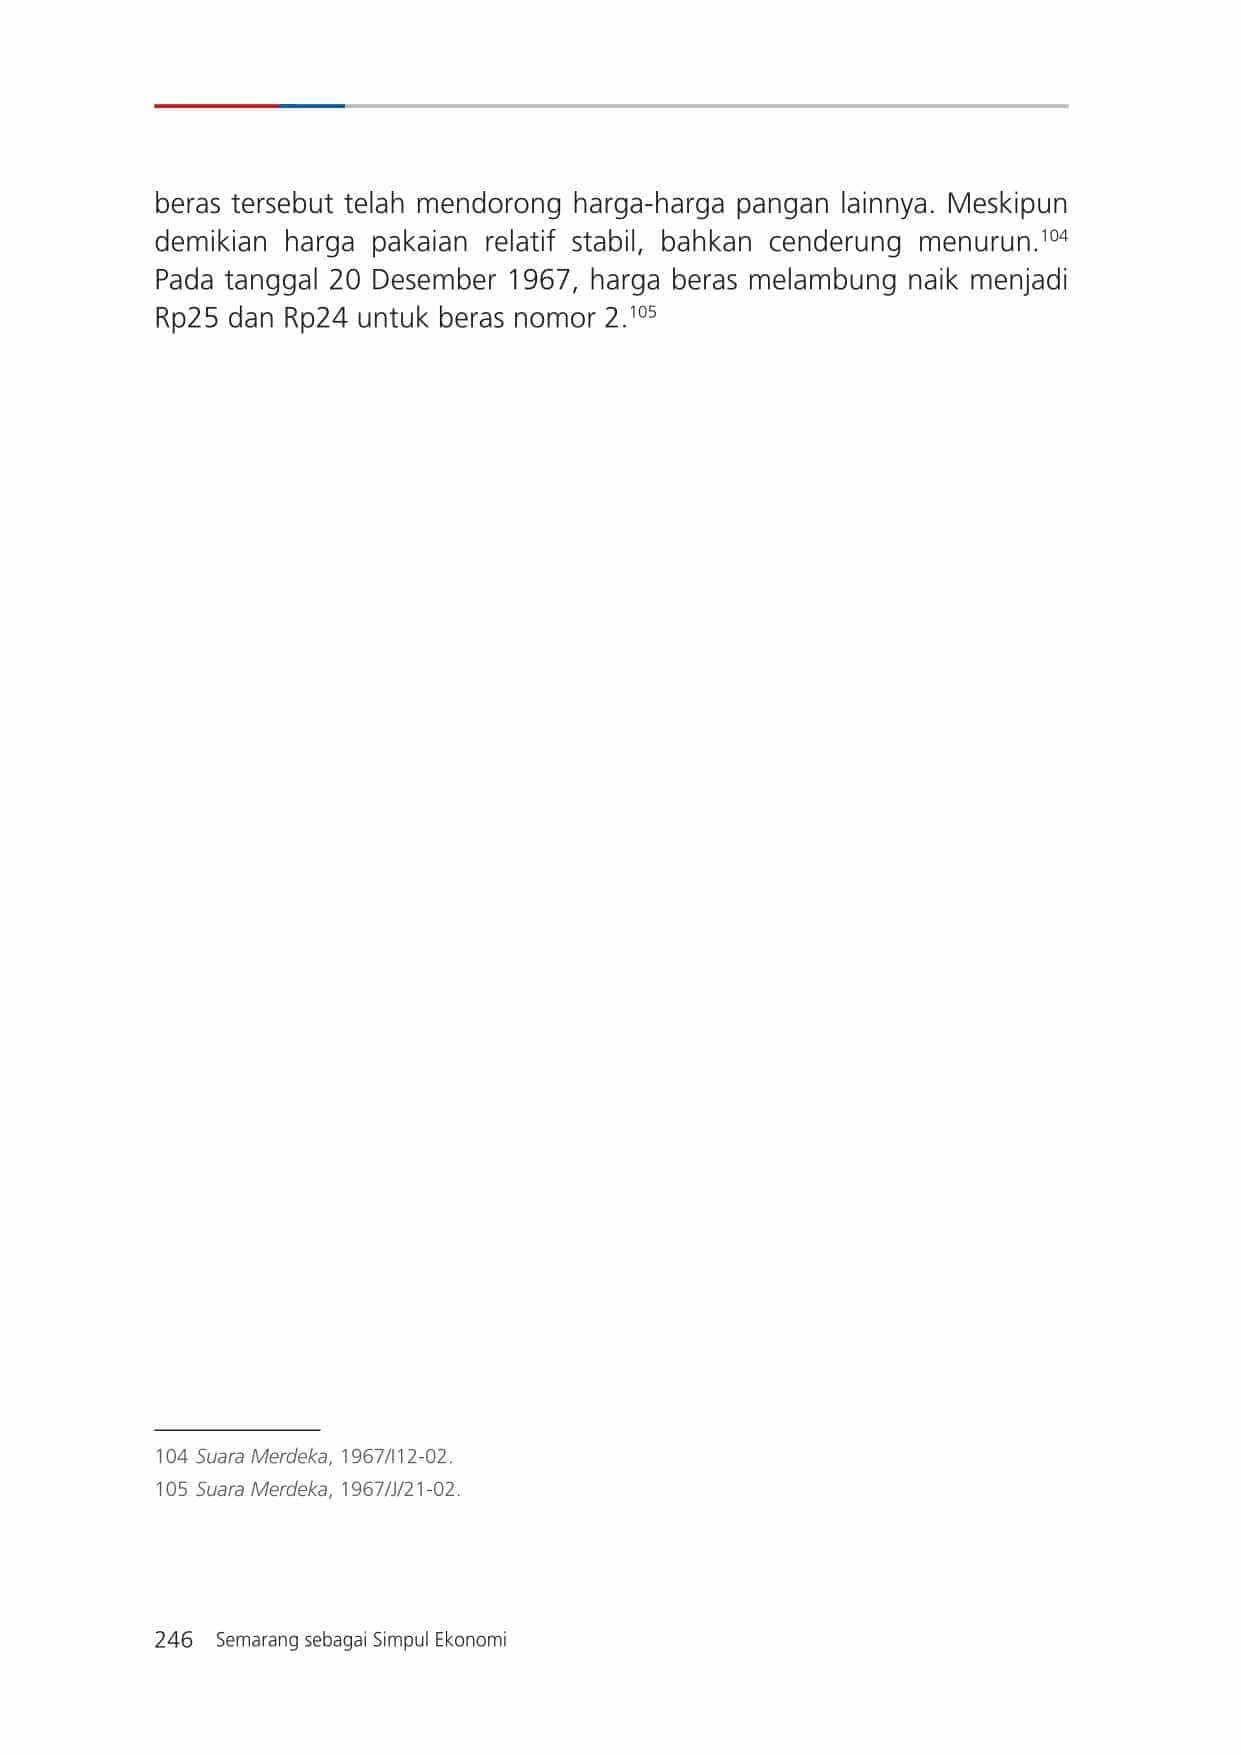 beras tersebut telah mendorong harga-harga pangan lainnya. Meskipun
demikian harga pakaian relatif stabil, bahkan cenderung menurun.104
Pada tanggal 20 Desember 1967, harga beras melambung naik menjadi
Rp25 dan Rp24 untuk beras nomor 2.105
104 Suara Merdeka, 1967/I12-02.
105 Suara Merdeka, 1967/J/21-02.
246 Semarang sebagai Simpul Ekonomi